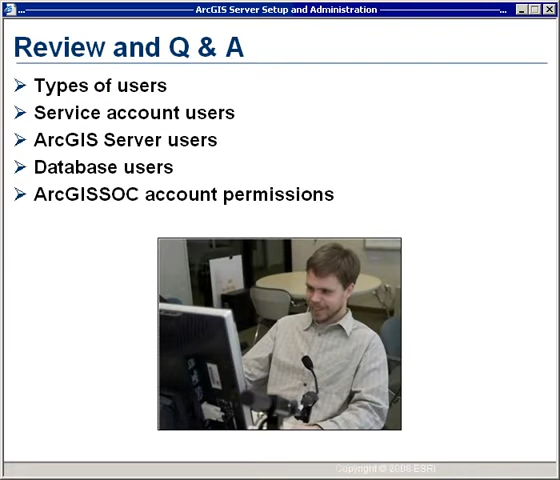 ... ArcGIS Server Setup and Administration ...
Review and Q & A
Types of users
Service account users
ArcGIS Server users
Database users
ArcGISSOC account permissions
Copyright © 2008 ESRI